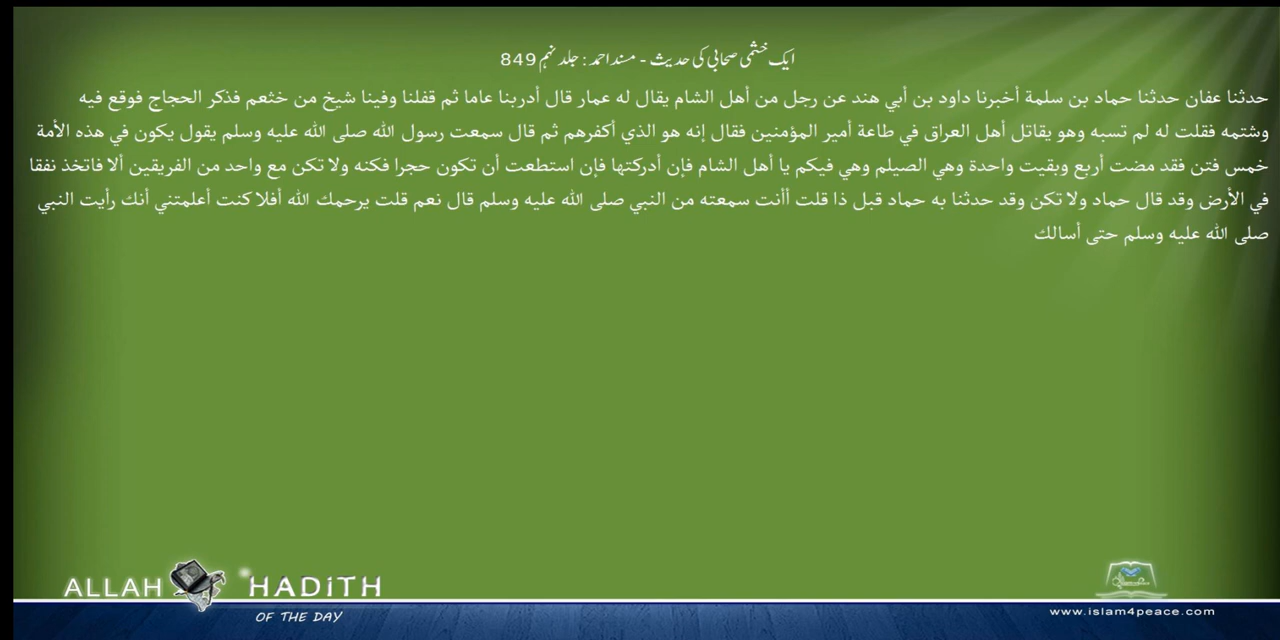 ایک خثمی صحابی کی حدیث - مسند احمد : جلد نہم 849
حدثنا عفان حدثنا حماد بن سلمة أخبرنا داود بن أبي هند عن رجل من أهل الشام يقال له عمار قال أدربنا عاما ثم قفلنا وفينا شيخ من خثعم فذكر الحجاج فوقع فيه
وشتمه فقلت له لم تسبه وهو يقاتل أهل العراق في طاعة أمير المؤمنين فقال إنه هو الذي أكفرهم ثم قال سمعت رسول الله صلى الله عليه وسلم يقول يكون في هذه الأمة
خمس فتن فقد مضت أربع وبقيت واحدة وهي الصيلم وهي فيكم يا أهل الشام فإن أدركتها فإن استطعت أن تكون حجرا فكنه ولا تكن مع واحد من الفريقين ألا فاتخذ نفقا
في الأرض وقد قال حماد ولا تكن وقد حدثنا به حماد قبل ذا قلت أأنت سمعته من النبي صلى الله عليه وسلم قال نعم قلت يرحمك الله أفلا كنت أعلمتني أنك رأيت النبي
صلى الله عليه وسلم حتى أسالك
ALLAH HADITH
OF THE DAY
www.islam4peace.com